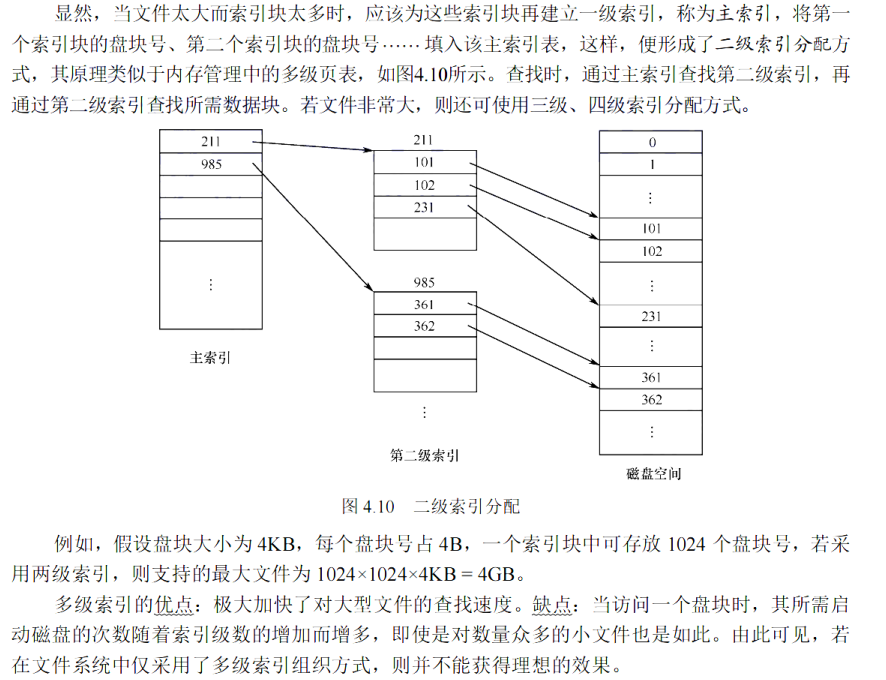 显然，当文件太大而索引块太多时，应该为这些索引块再建立一级索引，称为主索引，将第一
个索引块的盘块号、第二个索引块的盘块号⋯⋯填入该主索引表，这样，便形成了二级索引分配方
式，其原理类似于内存管理中的多级页表，如图4.10所示。查找时，通过主索引查找第二级索引，再
通过第二级索引查找所需数据块。若文件非常大，则还可使用三级、四级索引分配方式。
211
985
⋮
主索引
211
101
102
231
985
361
362
⋮
第二级索引
0
1
⋮
101
102
⋮
231
⋮
361
362
⋮
磁盘空间
图 4.10 二级索引分配
例如，假设盘块大小为 4KB，每个盘块号占 4B，一个索引块中可存放 1024 个盘块号，若采
用两级索引，则支持的最大文件为 1024×1024×4KB = 4GB。
多级索引的优点：极大加快了对大型文件的查找速度。缺点：当访问一个盘块时，其所需启
动磁盘的次数随着索引级数的增加而增多，即使是对数量众多的小文件也是如此。由此可见，若
在文件系统中仅采用了多级索引组织方式，则并不能获得理想的效果。